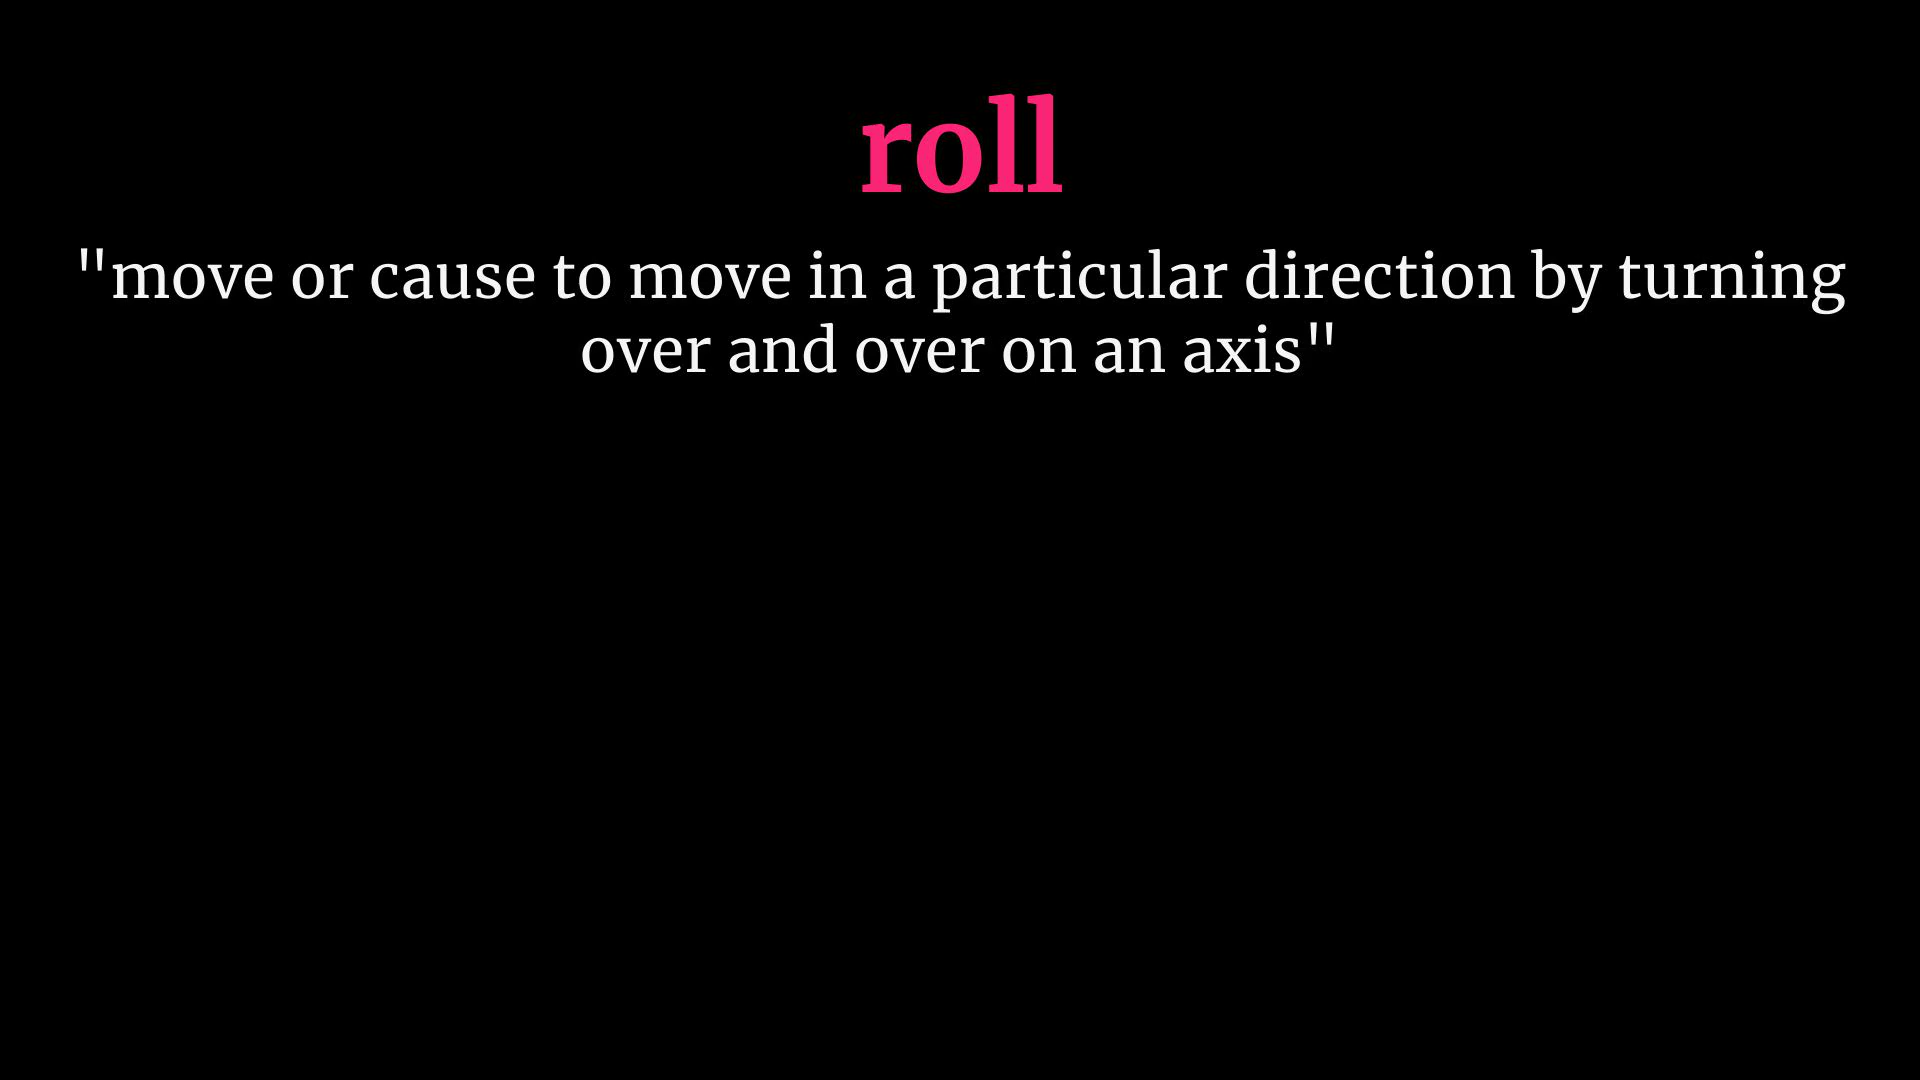 roll
"move or cause to move in a particular direction by turning
over and over on an axis"